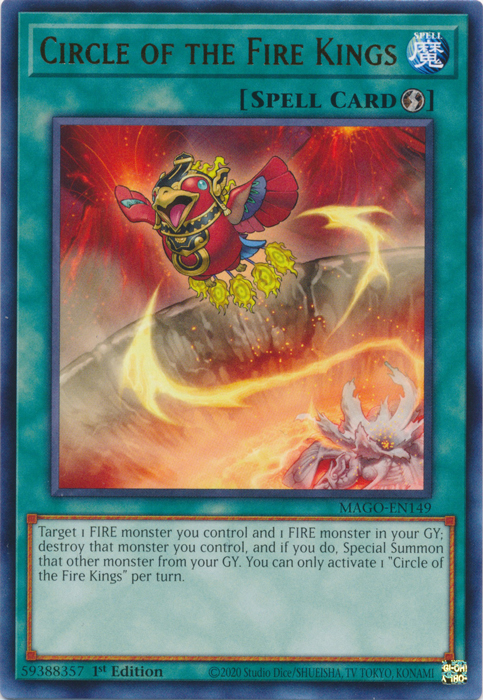 CIRCLE OF THE FIRE KINGS
SPELL
魔
[SPELL CARD]
MAGO-EN149
Target 1 FIRE monster you control and 1 FIRE monster in your GY;
destroy that monster you control, and if you do, Special Summon
that other monster from your GY. You can only activate 1 "Circle of
the Fire Kings" per turn.
59388357 1st Edition ©2020 Studio Dice/SHUEISHA, TV TOKYO, KONAMI